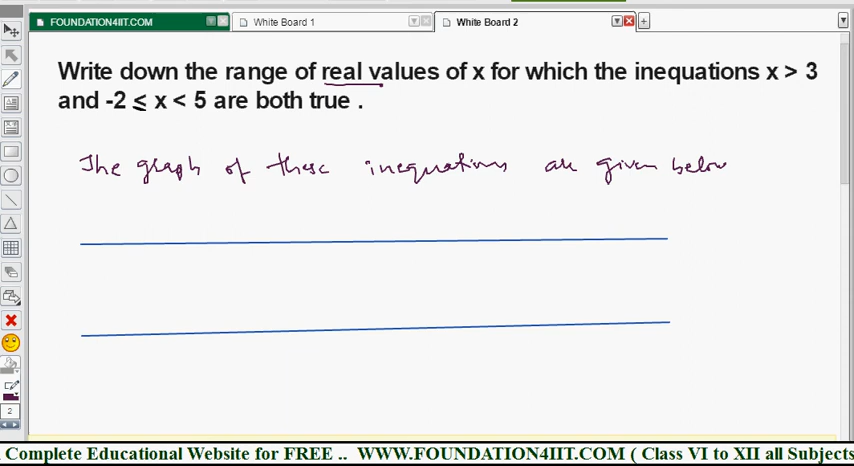 FOUNDATION4IIT.COM White Board 1 White Board 2
Write down the range of real values of x for which the inequations x > 3
and -2 ≤ x < 5 are both true .
The graph of these inequations are given below
2
Complete Educational Website for FREE .. WWW.FOUNDATION4IIT.COM ( Class VI to XII all Subjects